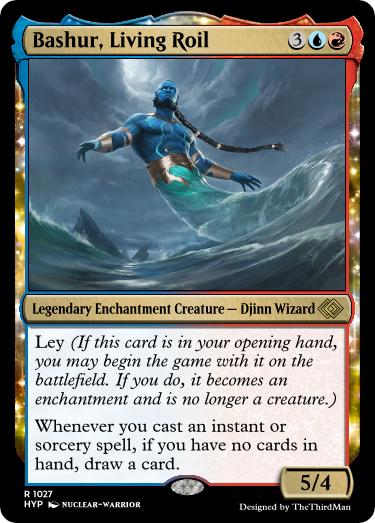 Bashur, Living Roil 3
Legendary Enchantment Creature — Djinn Wizard
Ley (If this card is in your opening hand,
you may begin the game with it on the
battlefield. If you do, it becomes an
enchantment and is no longer a creature.)
Whenever you cast an instant or
sorcery spell, if you have no cards in
hand, draw a card.
5/4
R 1027
HYP NUCLEAR-WARRIOR
Designed by TheThirdMan